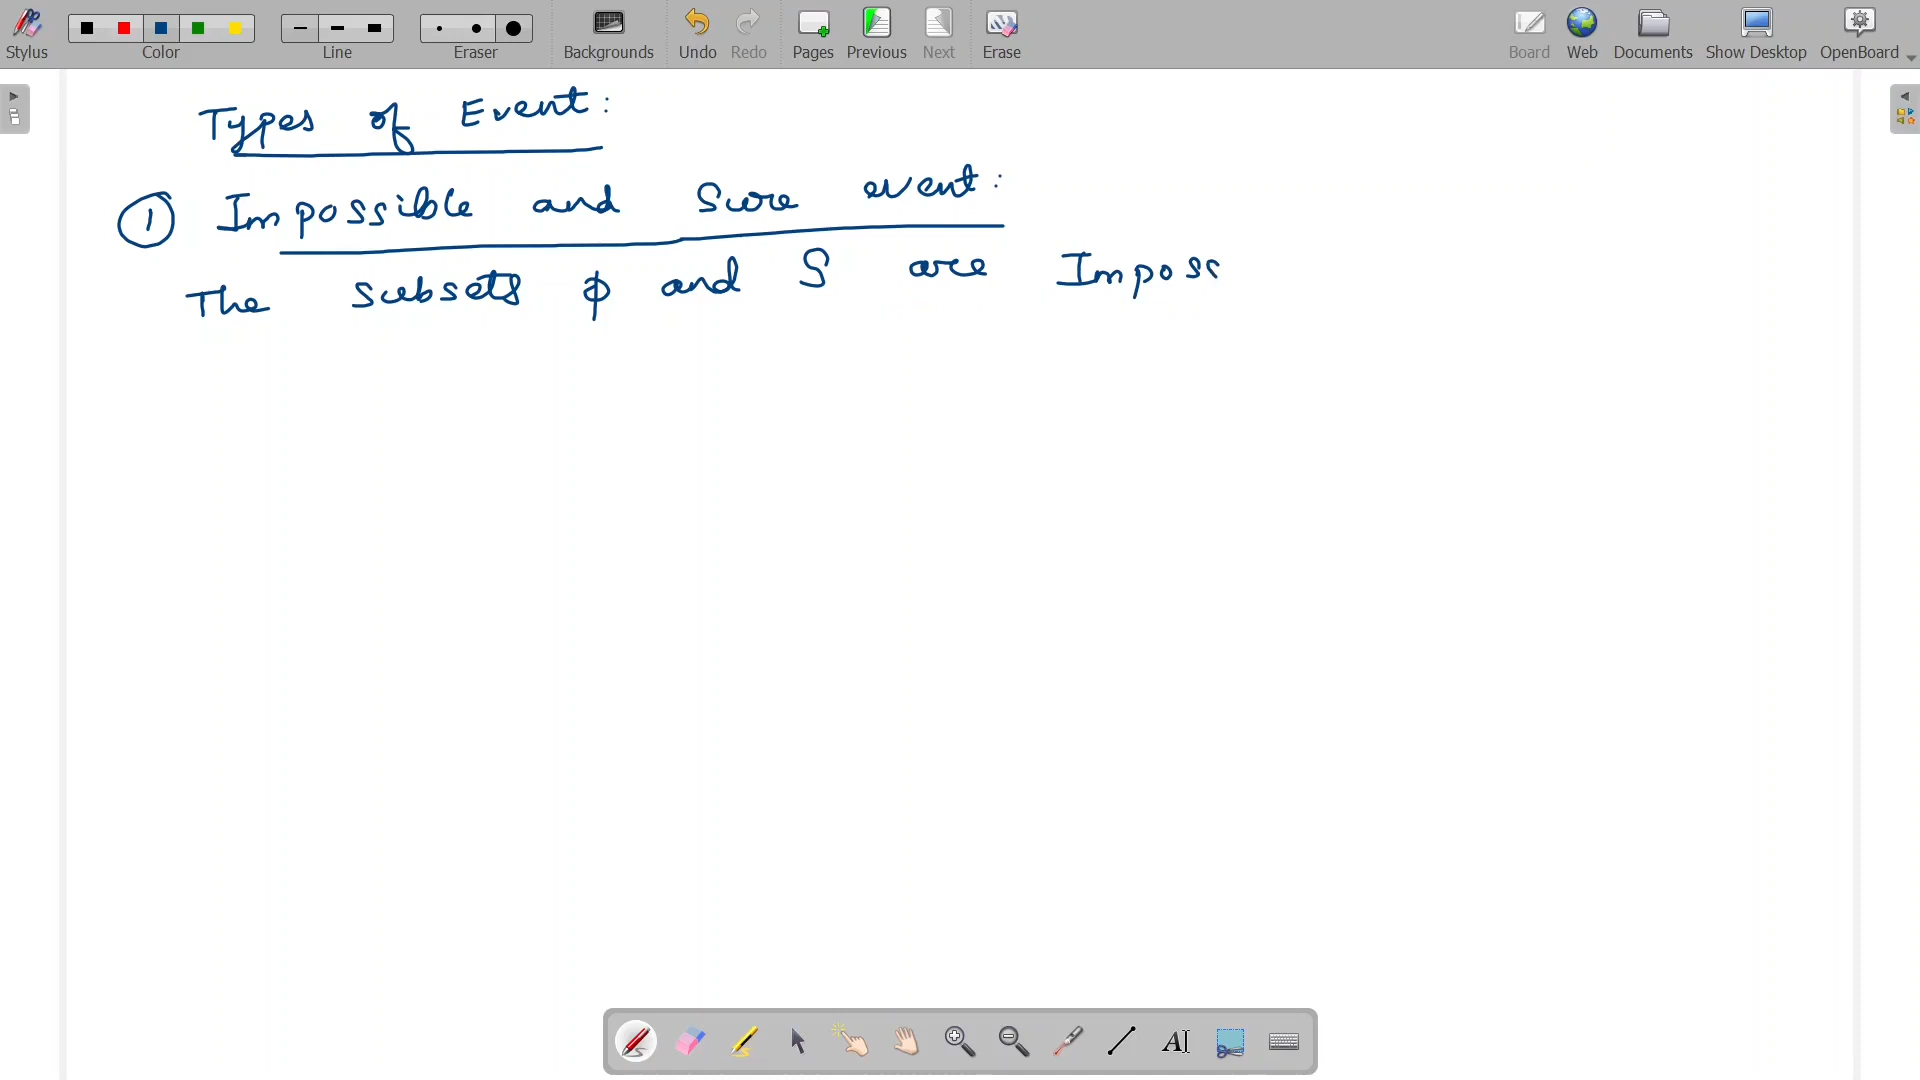 Stylus Color Line Eraser Backgrounds Undo Redo Pages Previous Next Erase Board Web Documents Show Desktop OpenBoard
Types of Event:
① Impossible and Sure event:
The subsets ϕ and S are Imposs